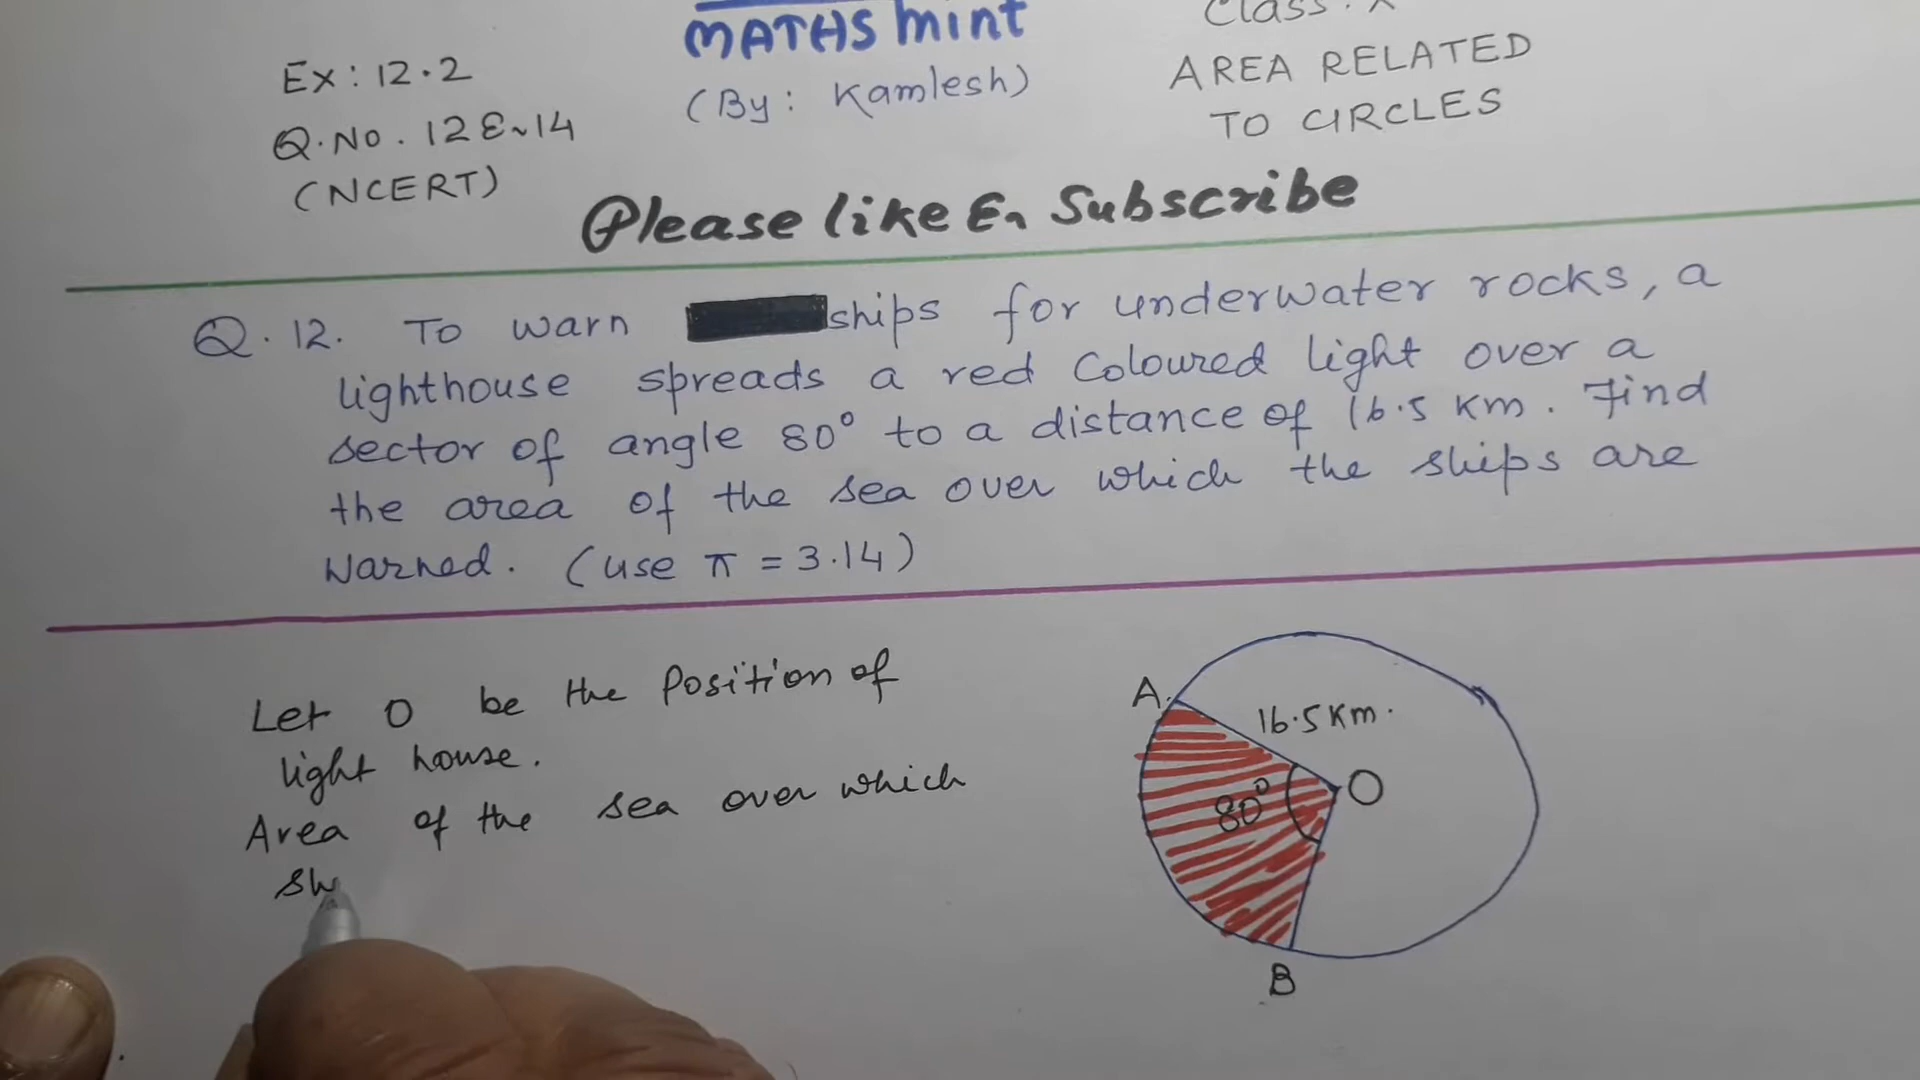 MATHS mint
(By: Kamlesh)
Ex: 12.2
Q.No. 12 & 14
(NCERT)
Class: X
AREA RELATED
TO CIRCLES
Please like & Subscribe
Q.12. To warn ships for underwater rocks, a
lighthouse spreads a red coloured light over a
sector of angle 80° to a distance of 16.5 km. Find
the area of the sea over which the ships are
warned. (use π = 3.14)
Let O be the Position of
light house.
Area of the sea over which
A
16.5 Km.
80°
O
B